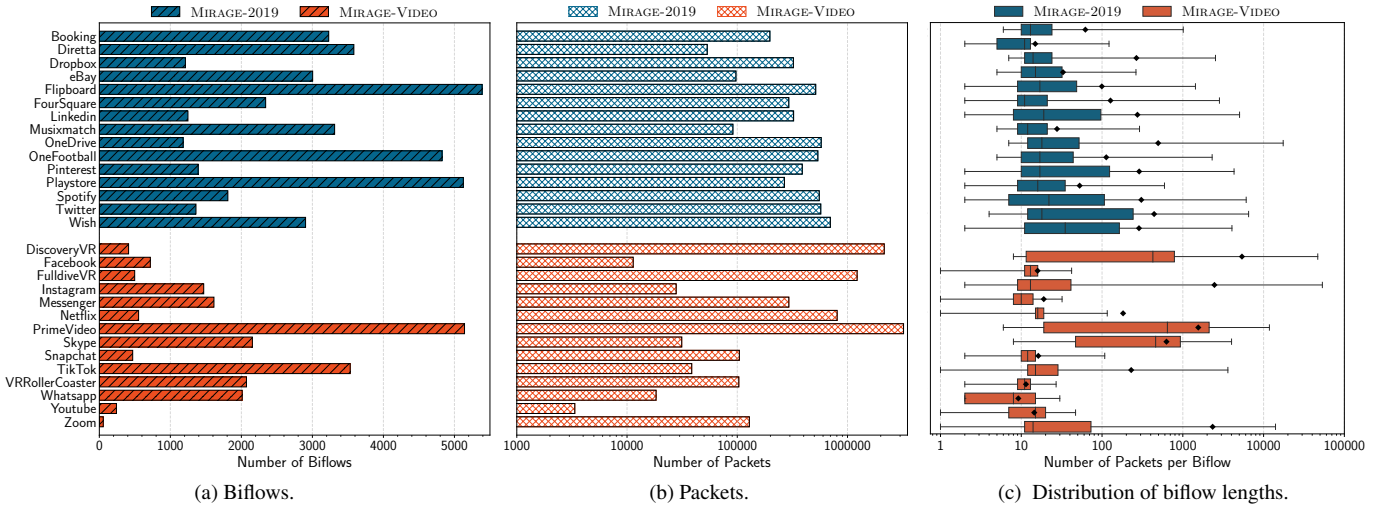 MIRAGE-2019 MIRAGE-VIDEO
Booking
Diretta
Dropbox
eBay
Flipboard
FourSquare
Linkedin
Musixmatch
OneDrive
OneFootball
Pinterest
Playstore
Spotify
Twitter
Wish
DiscoveryVR
Facebook
FulldiveVR
Instagram
Messenger
Netflix
PrimeVideo
Skype
Snapchat
TikTok
VRRollerCoaster
Whatsapp
Youtube
Zoom
0 1000 2000 3000 4000 5000
Number of Biflows
(a) Biflows.
MIRAGE-2019 MIRAGE-VIDEO
1000 10000 100000 1000000
Number of Packets
(b) Packets.
MIRAGE-2019 MIRAGE-VIDEO
1 10 100 1000 10000 100000
Number of Packets per Biflow
(c) Distribution of biflow lengths.